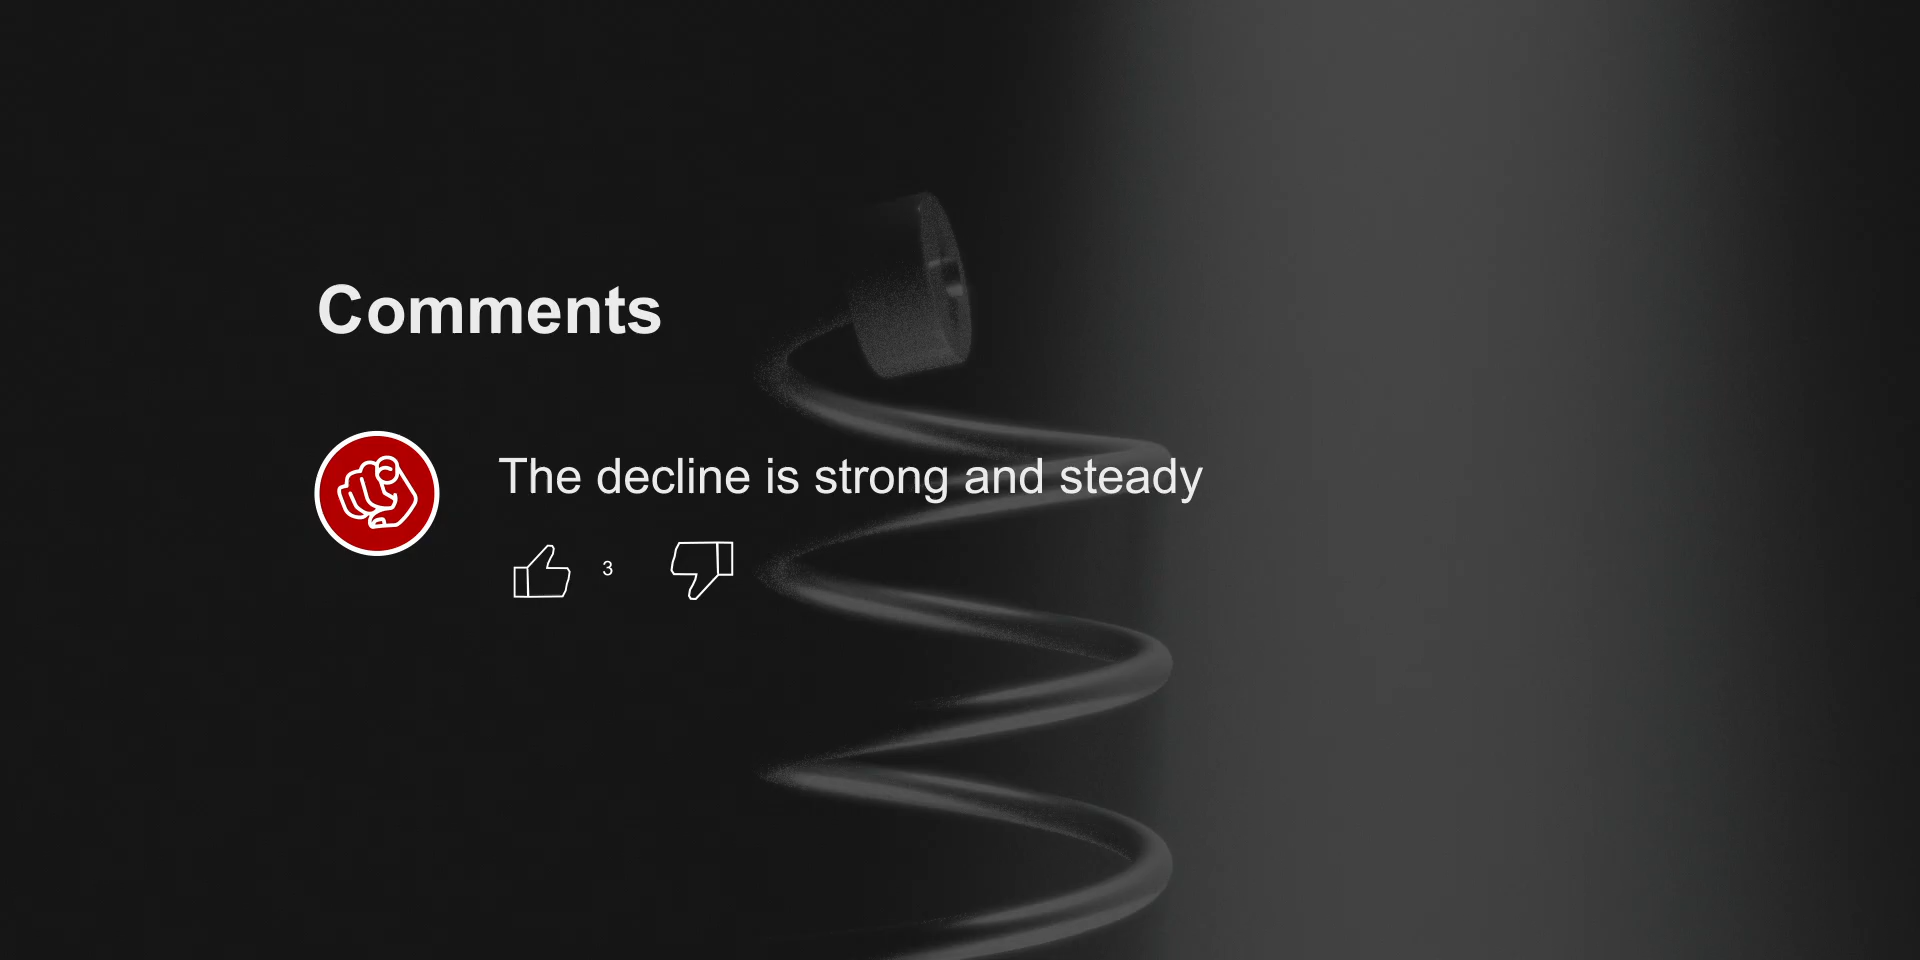 Comments
The decline is strong and steady
3